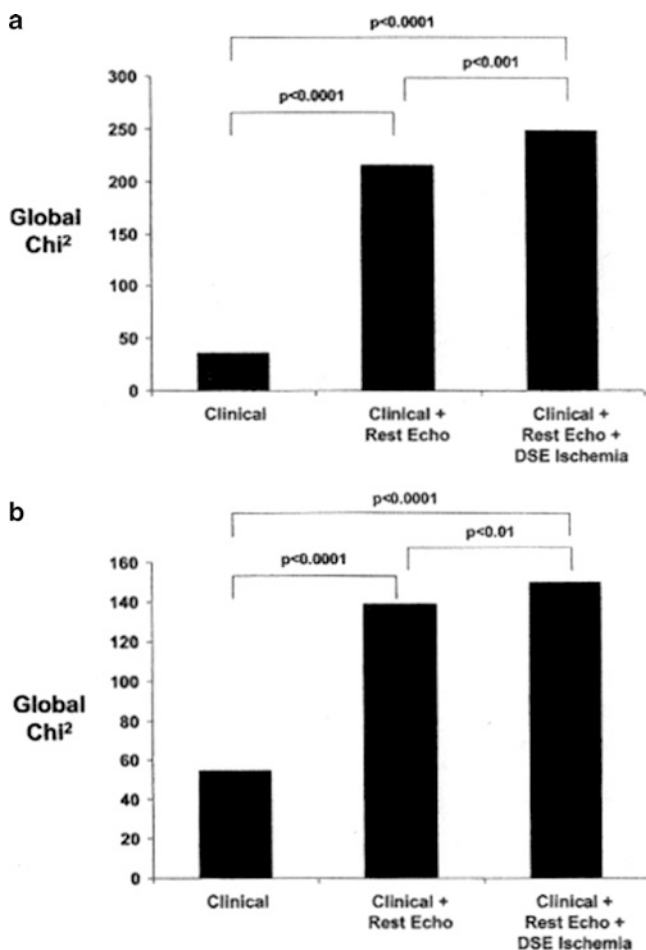 a
p<0.0001
p<0.0001
p<0.001
300
250
200
150
100
50
0
Global
Chi²
Clinical
Clinical +
Rest Echo
Clinical +
Rest Echo +
DSE Ischemia
b
p<0.0001
p<0.0001
p<0.01
160
140
120
100
80
60
40
20
0
Global
Chi²
Clinical
Clinical +
Rest Echo
Clinical +
Rest Echo +
DSE Ischemia